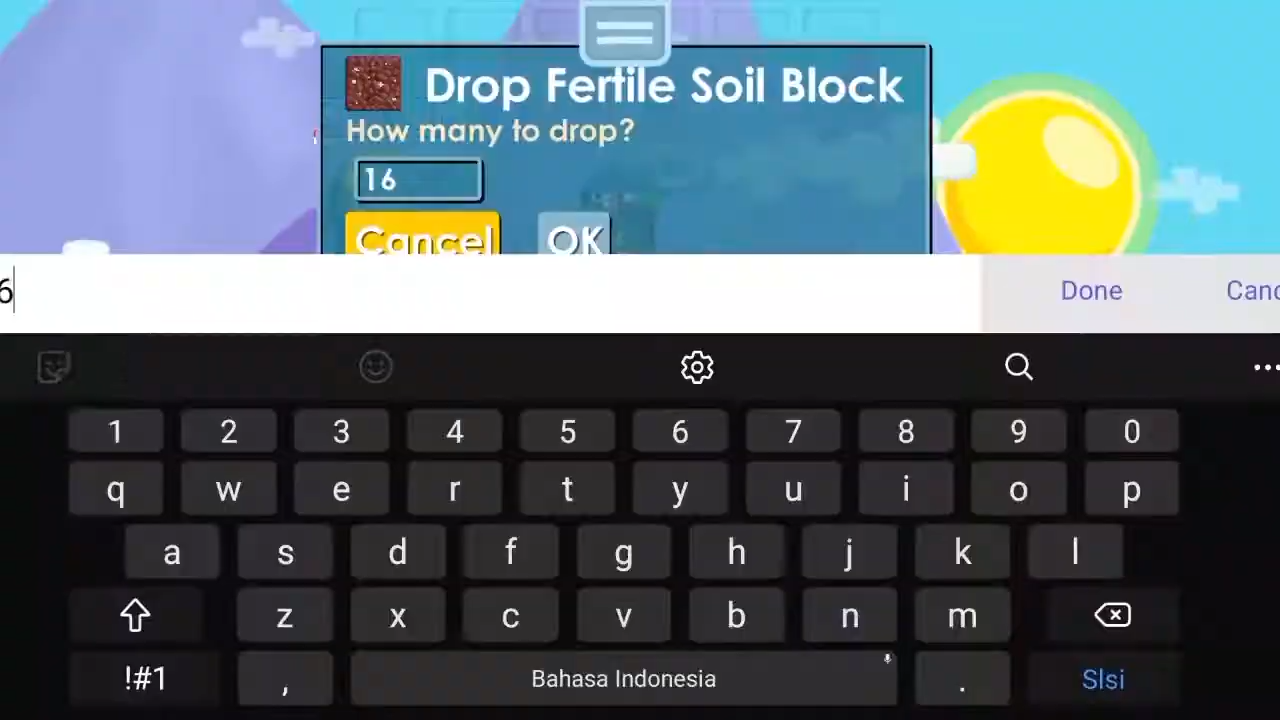 Drop Fertile Soil Block
How many to drop?
16
Cancel OK
6 Done Canc
1 2 3 4 5 6 7 8 9 0
q w e r t y u i o p
a s d f g h j k l
z x c v b n m
!#1 , Bahasa Indonesia . Slsi